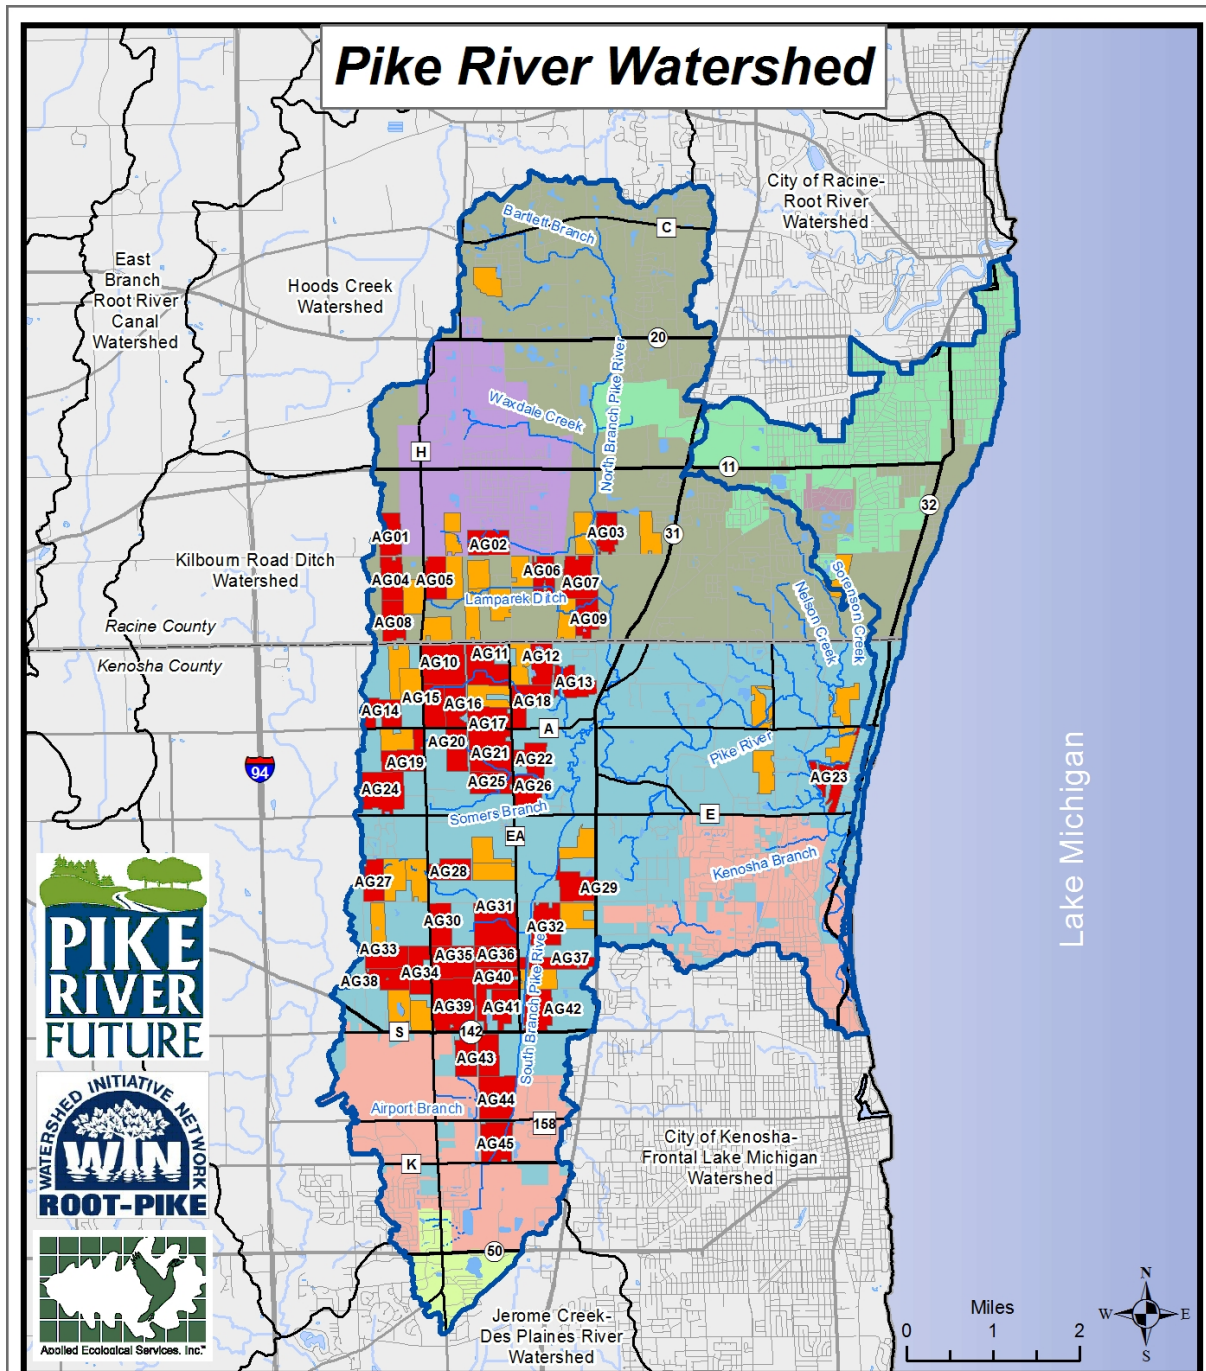 Pike River Watershed
City of Racine-
Root River
Watershed
Bartlett Branch
C
East
Branch
Root River
Canal
Watershed
Hoods Creek
Watershed
20
North Branch Pike River
Waxdale Creek
H
11
32
31
AG01
AG02
AG03
Kilbourn Road Ditch
Watershed
AG04
AG05
AG06
AG07
Lamparek Ditch
Nelson Creek
Sorenson Creek
AG08
AG09
Racine County
Kenosha County
AG10
AG11
AG12
AG13
AG14
AG15
AG16
AG18
AG17
A
AG20
AG19
AG21
AG22
Pike River
94
AG24
AG25
AG26
AG23
Somers Branch
E
EA
Lake Michigan
Kenosha Branch
AG27
AG28
AG29
AG30
AG31
AG32
AG33
AG35
AG36
AG37
AG38
AG34
AG40
AG39
AG41
AG42
South Branch Pike River
S
142
AG43
AG44
Airport Branch
158
AG45
K
City of Kenosha-
Frontal Lake Michigan
Watershed
50
Jerome Creek-
Des Plaines River
Watershed
PIKE
RIVER
FUTURE
WATERSHED INITIATIVE NETWORK
WIN
ROOT-PIKE
Applied Ecological Services, Inc.™
Miles
0 1 2
N
W E
S